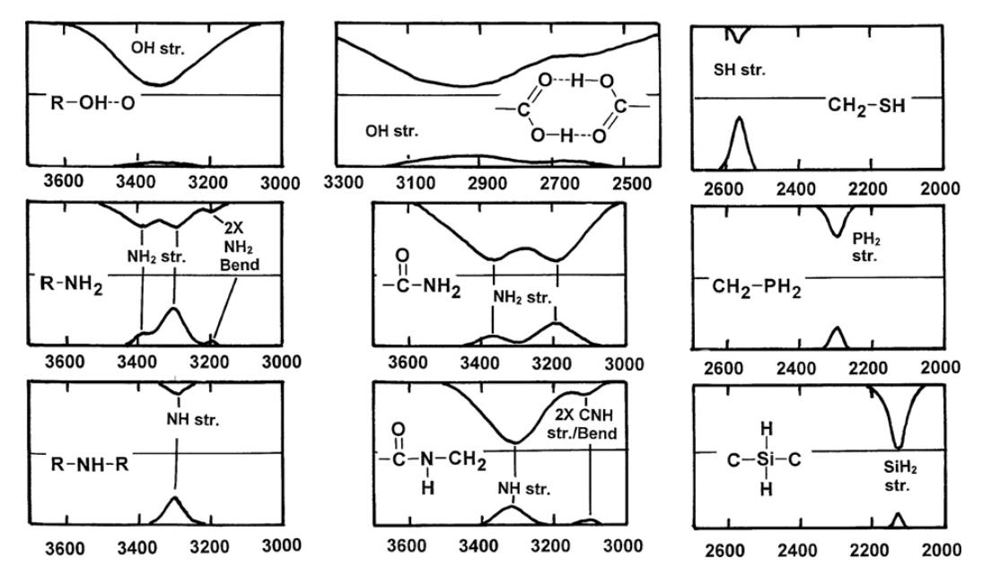 OH str.
R–OH--O
3600 3400 3200 3000
O---H–O
–C C–
O–H---O
OH str.
3300 3100 2900 2700 2500
SH str.
CH2–SH
2600 2400 2200 2000
2X
NH2
Bend
NH2 str.
R–NH2
3600 3400 3200 3000
O
–C–NH2
NH2 str.
3600 3400 3200 3000
PH2
str.
CH2–PH2
2600 2400 2200 2000
NH str.
R–NH–R
3600 3400 3200 3000
2X CNH
str./Bend
O
–C–N–CH2
H
NH str.
3600 3400 3200 3000
H
C–Si–C
H
SiH2
str.
2600 2400 2200 2000